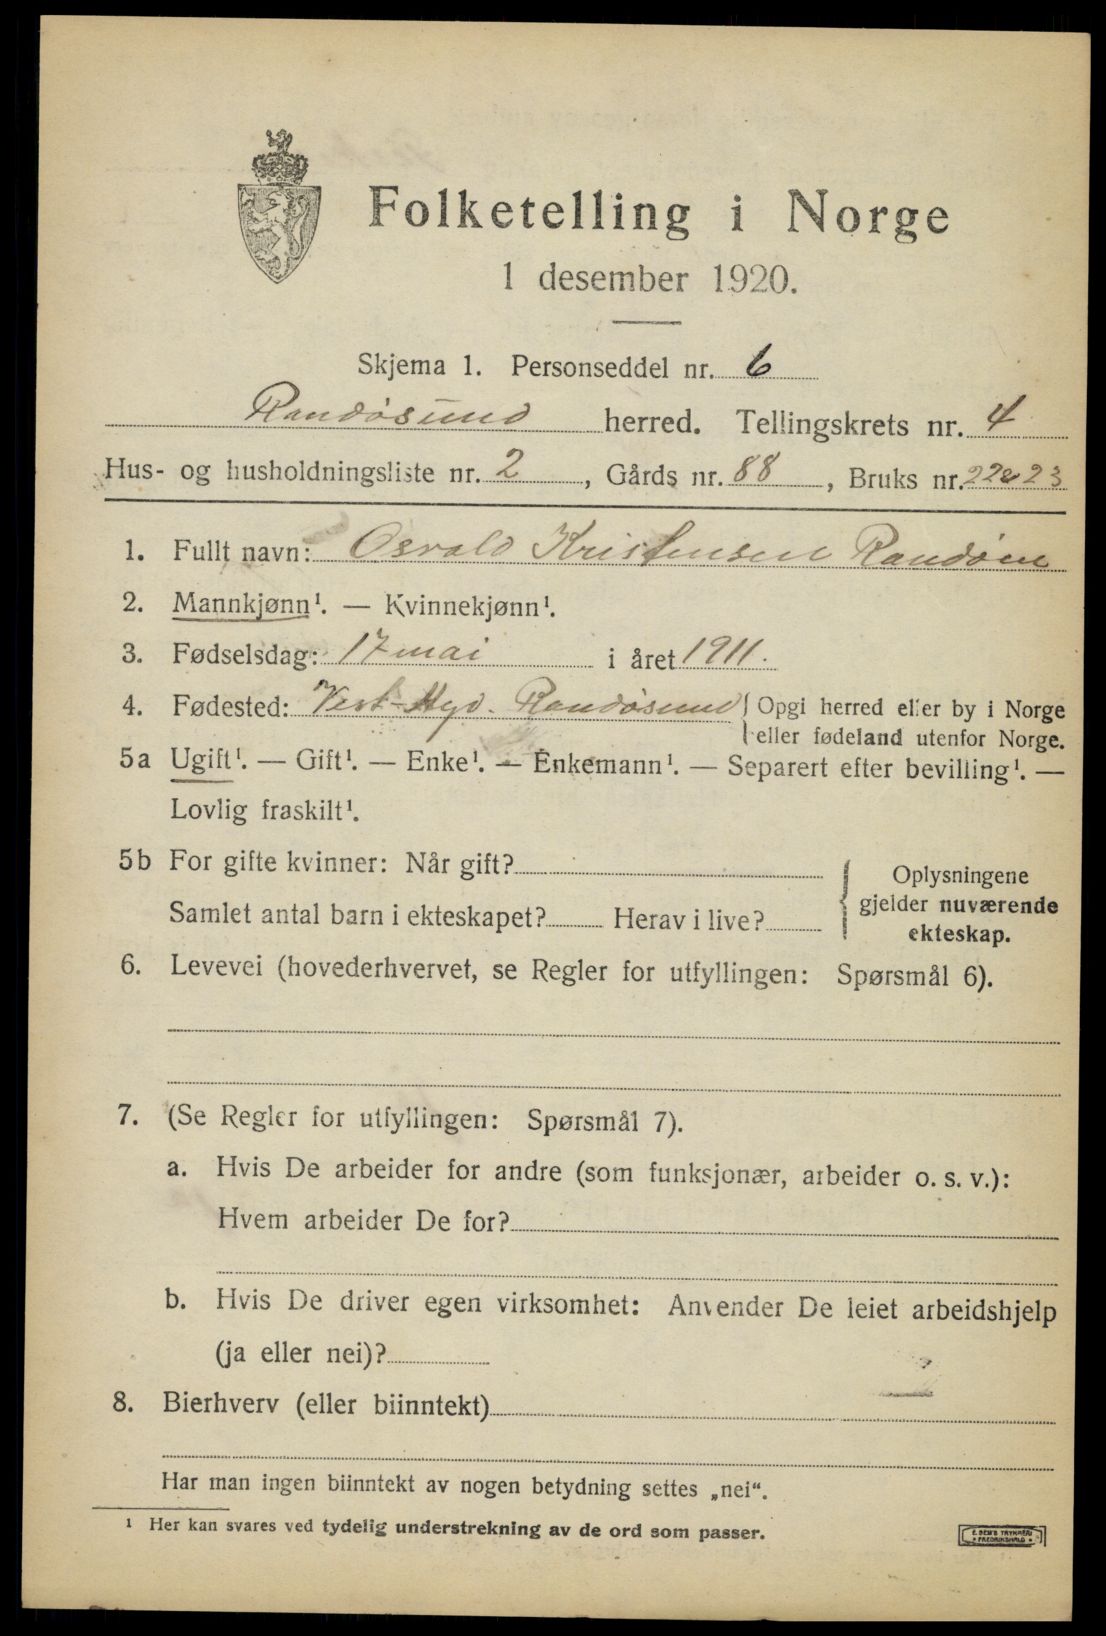 Folketelling i Norge
1 desember 1920.
Skjema 1. Personseddel nr. 6
Randøsund herred. Tellingskrets nr. 4
Hus- og husholdningsliste nr. 2, Gårds nr. 88, Bruks nr. 22 23
1. Fullt navn: Osvald Kristensen Randøen
2. Mannkjønn¹. — Kvinnekjønn¹.
3. Fødselsdag: 17 mai i året 1911.
4. Fødested: Randøsund { Opgi herred eller by i Norge
eller fødeland utenfor Norge.
5a Ugift¹. — Gift¹. — Enke¹. — Enkemann¹. — Separert efter bevilling¹. —
Lovlig fraskilt¹.
5b For gifte kvinner: Når gift?
Samlet antal barn i ekteskapet? Herav i live?
{ Oplysningene
gjelder nuværende
ekteskap.
6. Levevei (hovederhvervet, se Regler for utfyllingen: Spørsmål 6).
7. (Se Regler for utfyllingen: Spørsmål 7).
a. Hvis De arbeider for andre (som funksjonær, arbeider o. s. v.):
Hvem arbeider De for?
b. Hvis De driver egen virksomhet: Anvender De leiet arbeidshjelp
(ja eller nei)?
8. Bierhverv (eller biinntekt)
Har man ingen biinntekt av nogen betydning settes „nei“.
¹ Her kan svares ved tydelig understrekning av de ord som passer.
E. SEM'S TRYKKERI
FREDRIKSHALD